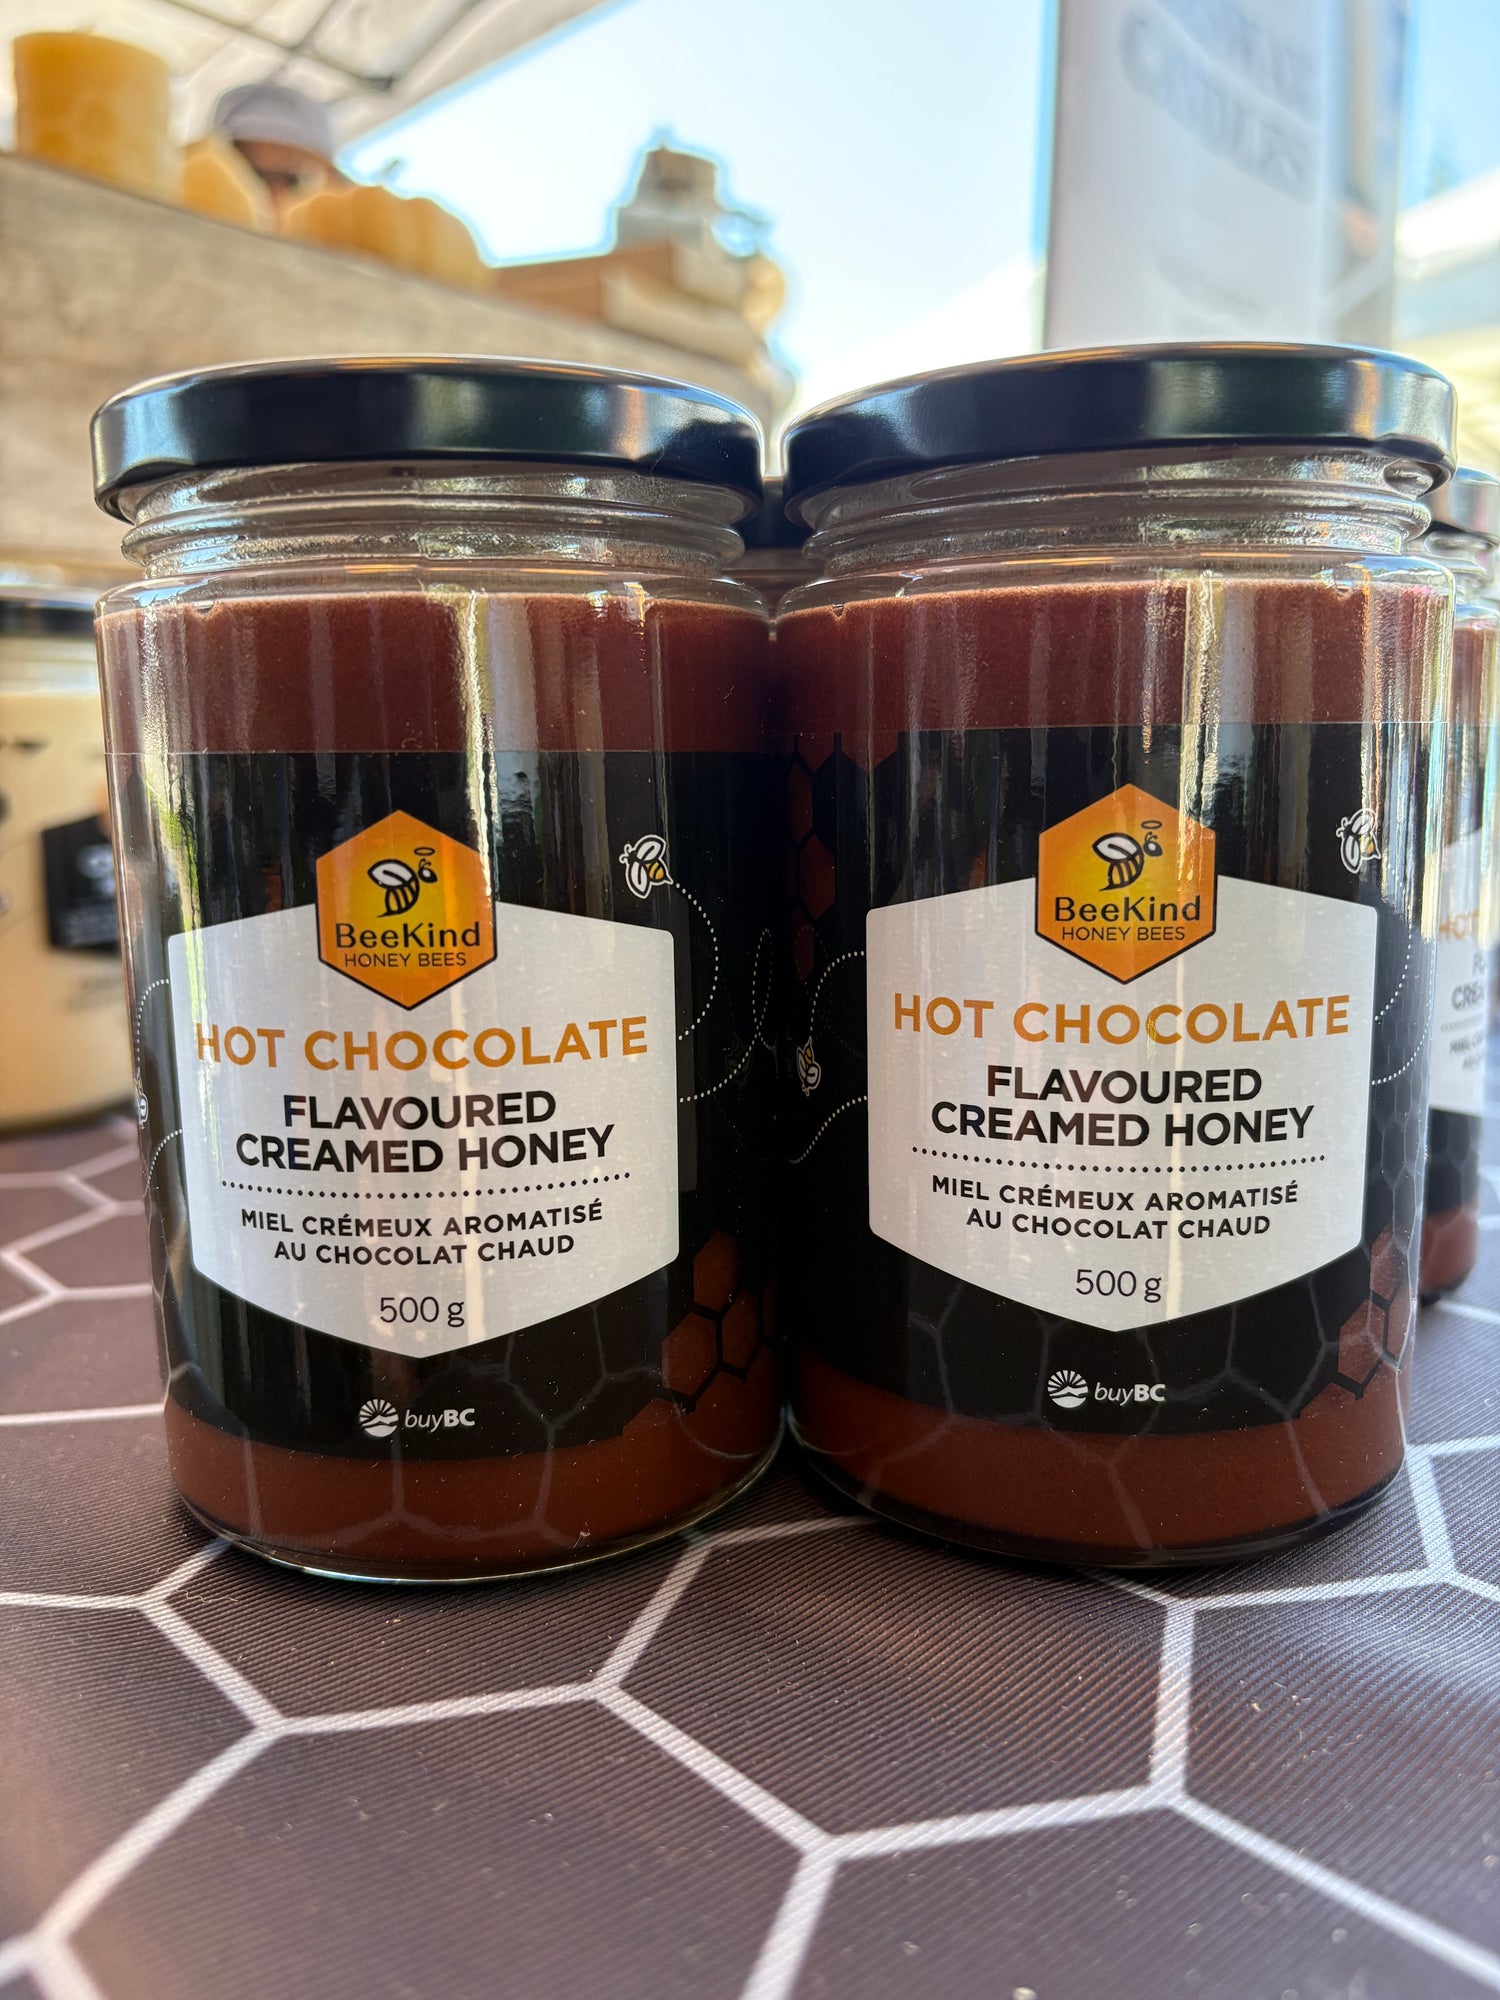 BeeKind
HONEY BEES
HOT CHOCOLATE
FLAVOURED
CREAMED HONEY
MIEL CRÉMEUX AROMATISÉ
AU CHOCOLAT CHAUD
500 g
buyBC
BeeKind
HONEY BEES
HOT CHOCOLATE
FLAVOURED
CREAMED HONEY
MIEL CRÉMEUX AROMATISÉ
AU CHOCOLAT CHAUD
500 g
buyBC